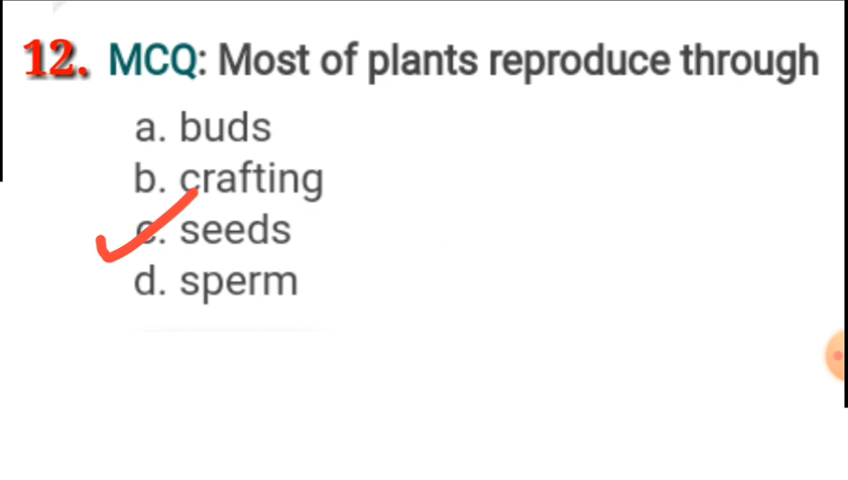 12. MCQ: Most of plants reproduce through
a. buds
b. crafting
c. seeds
d. sperm